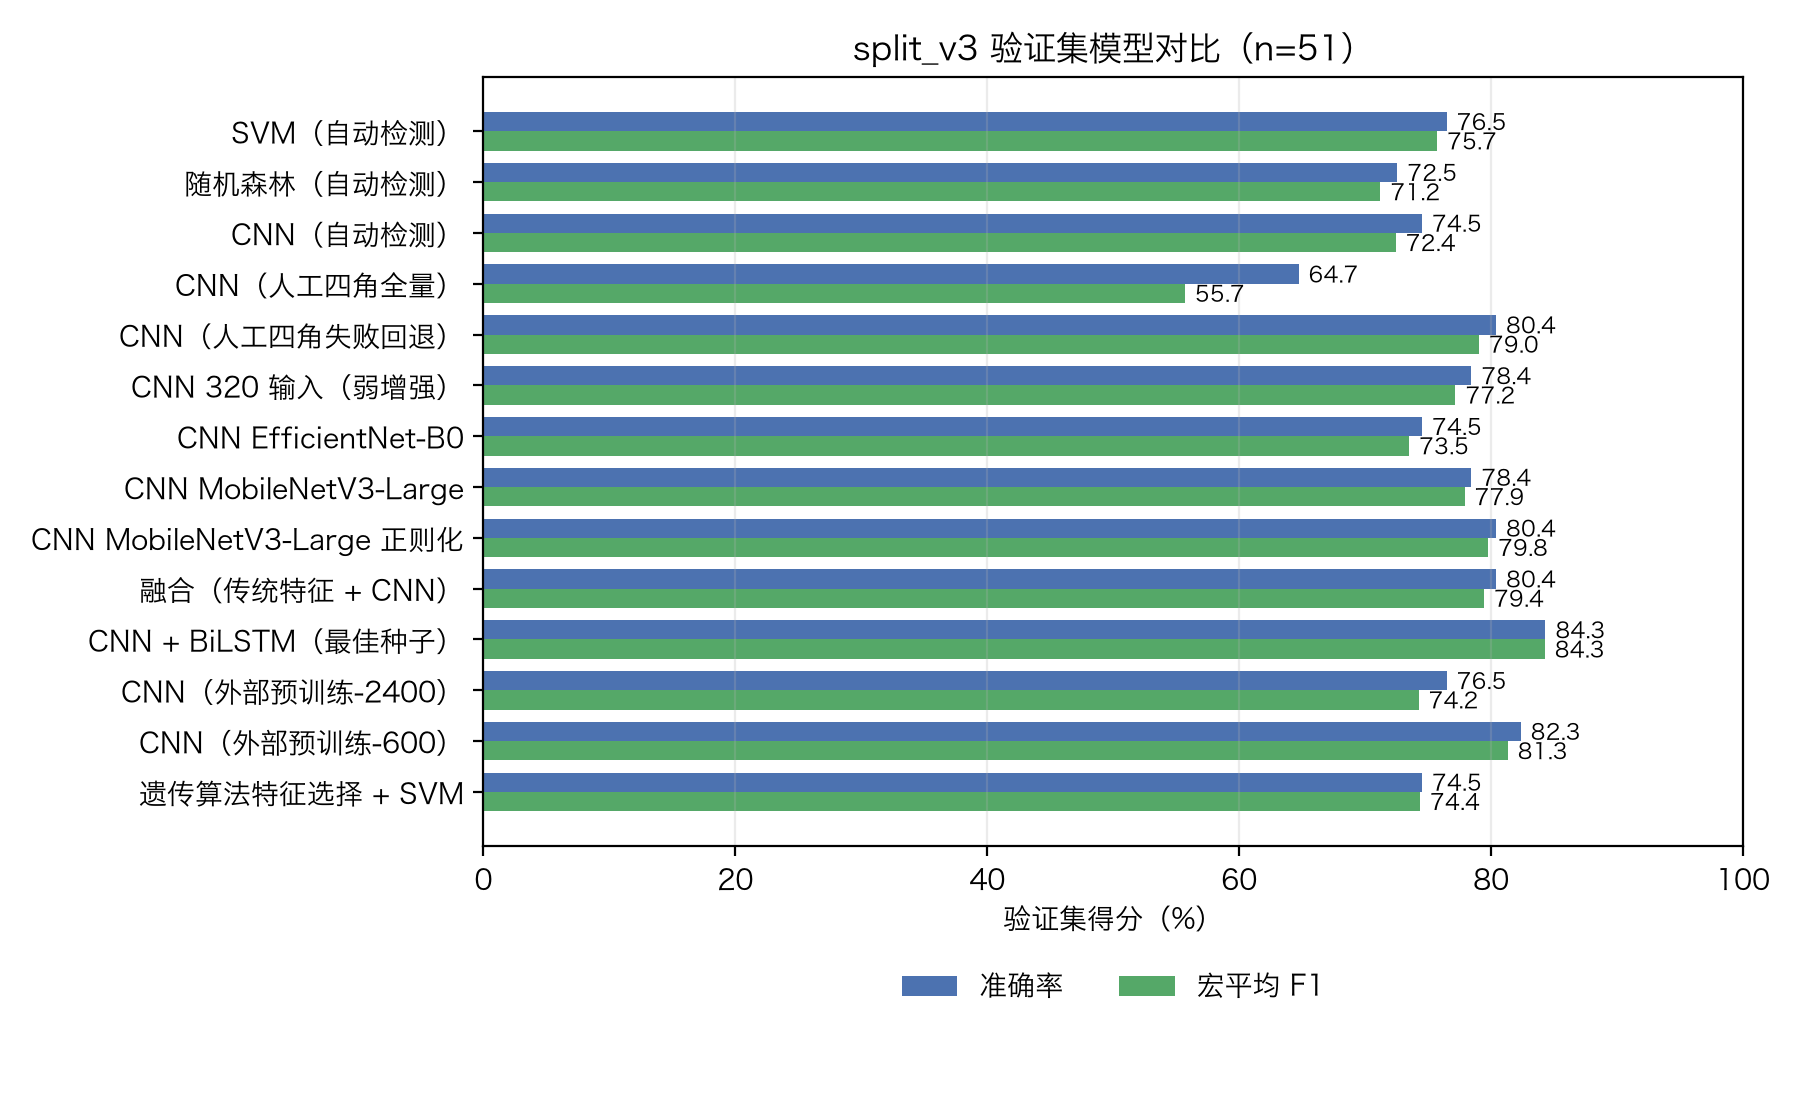 split_v3 验证集模型对比（n=51）
SVM（自动检测）
76.5
75.7
随机森林（自动检测）
72.5
71.2
CNN（自动检测）
74.5
72.4
CNN（人工四角全量）
64.7
55.7
CNN（人工四角失败回退）
80.4
79.0
CNN 320 输入（弱增强）
78.4
77.2
CNN EfficientNet-B0
74.5
73.5
CNN MobileNetV3-Large
78.4
77.9
CNN MobileNetV3-Large 正则化
80.4
79.8
融合（传统特征 + CNN）
80.4
79.4
CNN + BiLSTM（最佳种子）
84.3
84.3
CNN（外部预训练-2400）
76.5
74.2
CNN（外部预训练-600）
82.3
81.3
遗传算法特征选择 + SVM
74.5
74.4
0 20 40 60 80 100
验证集得分（%）
准确率 宏平均 F1